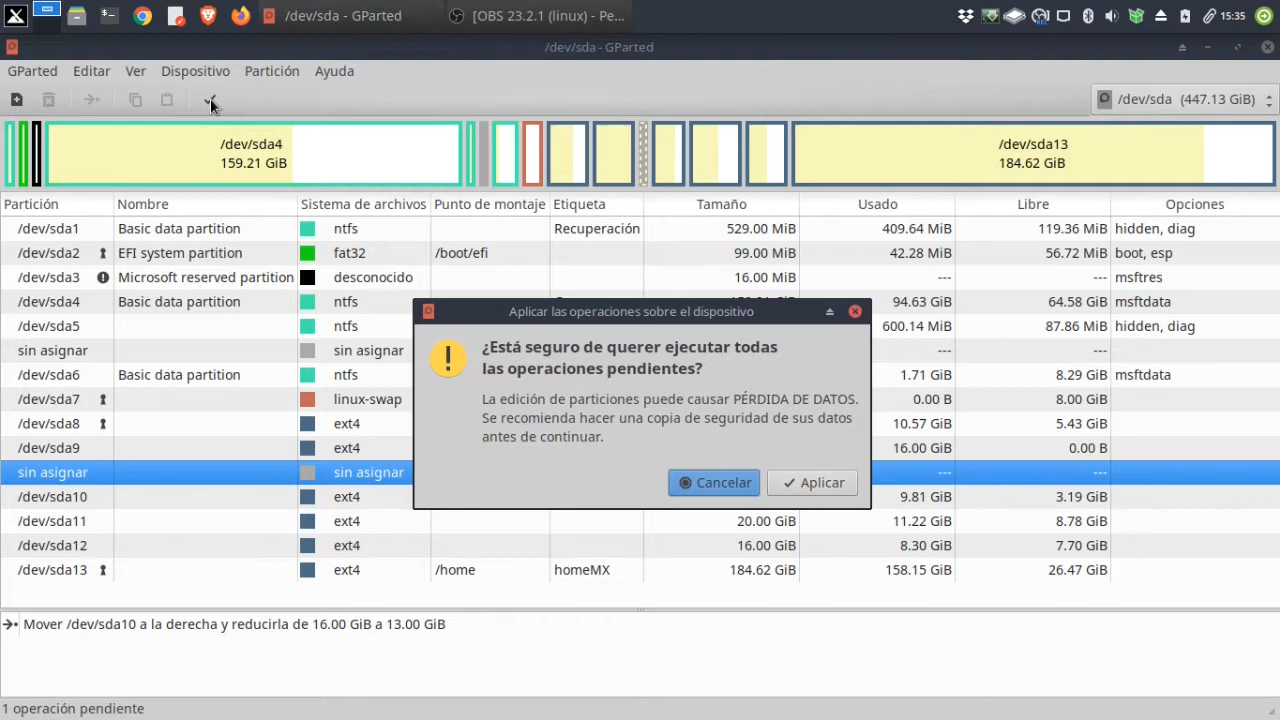 /dev/sda - GParted
[OBS 23.2.1 (linux) - Pe...
15:35
/dev/sda - GParted
GParted Editar Ver Dispositivo Partición Ayuda
/dev/sda (447.13 GiB)
/dev/sda4
159.21 GiB
/dev/sda13
184.62 GiB
Partición Nombre Sistema de archivos Punto de montaje Etiqueta Tamaño Usado Libre Opciones
/dev/sda1 Basic data partition ntfs Recuperación 529.00 MiB 409.64 MiB 119.36 MiB hidden, diag
/dev/sda2 EFI system partition fat32 /boot/efi 99.00 MiB 42.28 MiB 56.72 MiB boot, esp
/dev/sda3 Microsoft reserved partition desconocido 16.00 MiB --- --- msftres
/dev/sda4 Basic data partition ntfs 94.63 GiB 64.58 GiB msftdata
/dev/sda5 ntfs 600.14 MiB 87.86 MiB hidden, diag
sin asignar sin asignar --- ---
/dev/sda6 Basic data partition ntfs 1.71 GiB 8.29 GiB msftdata
/dev/sda7 linux-swap 0.00 B 8.00 GiB
/dev/sda8 ext4 10.57 GiB 5.43 GiB
/dev/sda9 ext4 16.00 GiB 0.00 B
sin asignar sin asignar --- ---
/dev/sda10 ext4 9.81 GiB 3.19 GiB
/dev/sda11 ext4 20.00 GiB 11.22 GiB 8.78 GiB
/dev/sda12 ext4 16.00 GiB 8.30 GiB 7.70 GiB
/dev/sda13 ext4 /home homeMX 184.62 GiB 158.15 GiB 26.47 GiB
Aplicar las operaciones sobre el dispositivo
¿Está seguro de querer ejecutar todas
las operaciones pendientes?
La edición de particiones puede causar PÉRDIDA DE DATOS.
Se recomienda hacer una copia de seguridad de sus datos
antes de continuar.
Cancelar Aplicar
Mover /dev/sda10 a la derecha y reducirla de 16.00 GiB a 13.00 GiB
1 operación pendiente